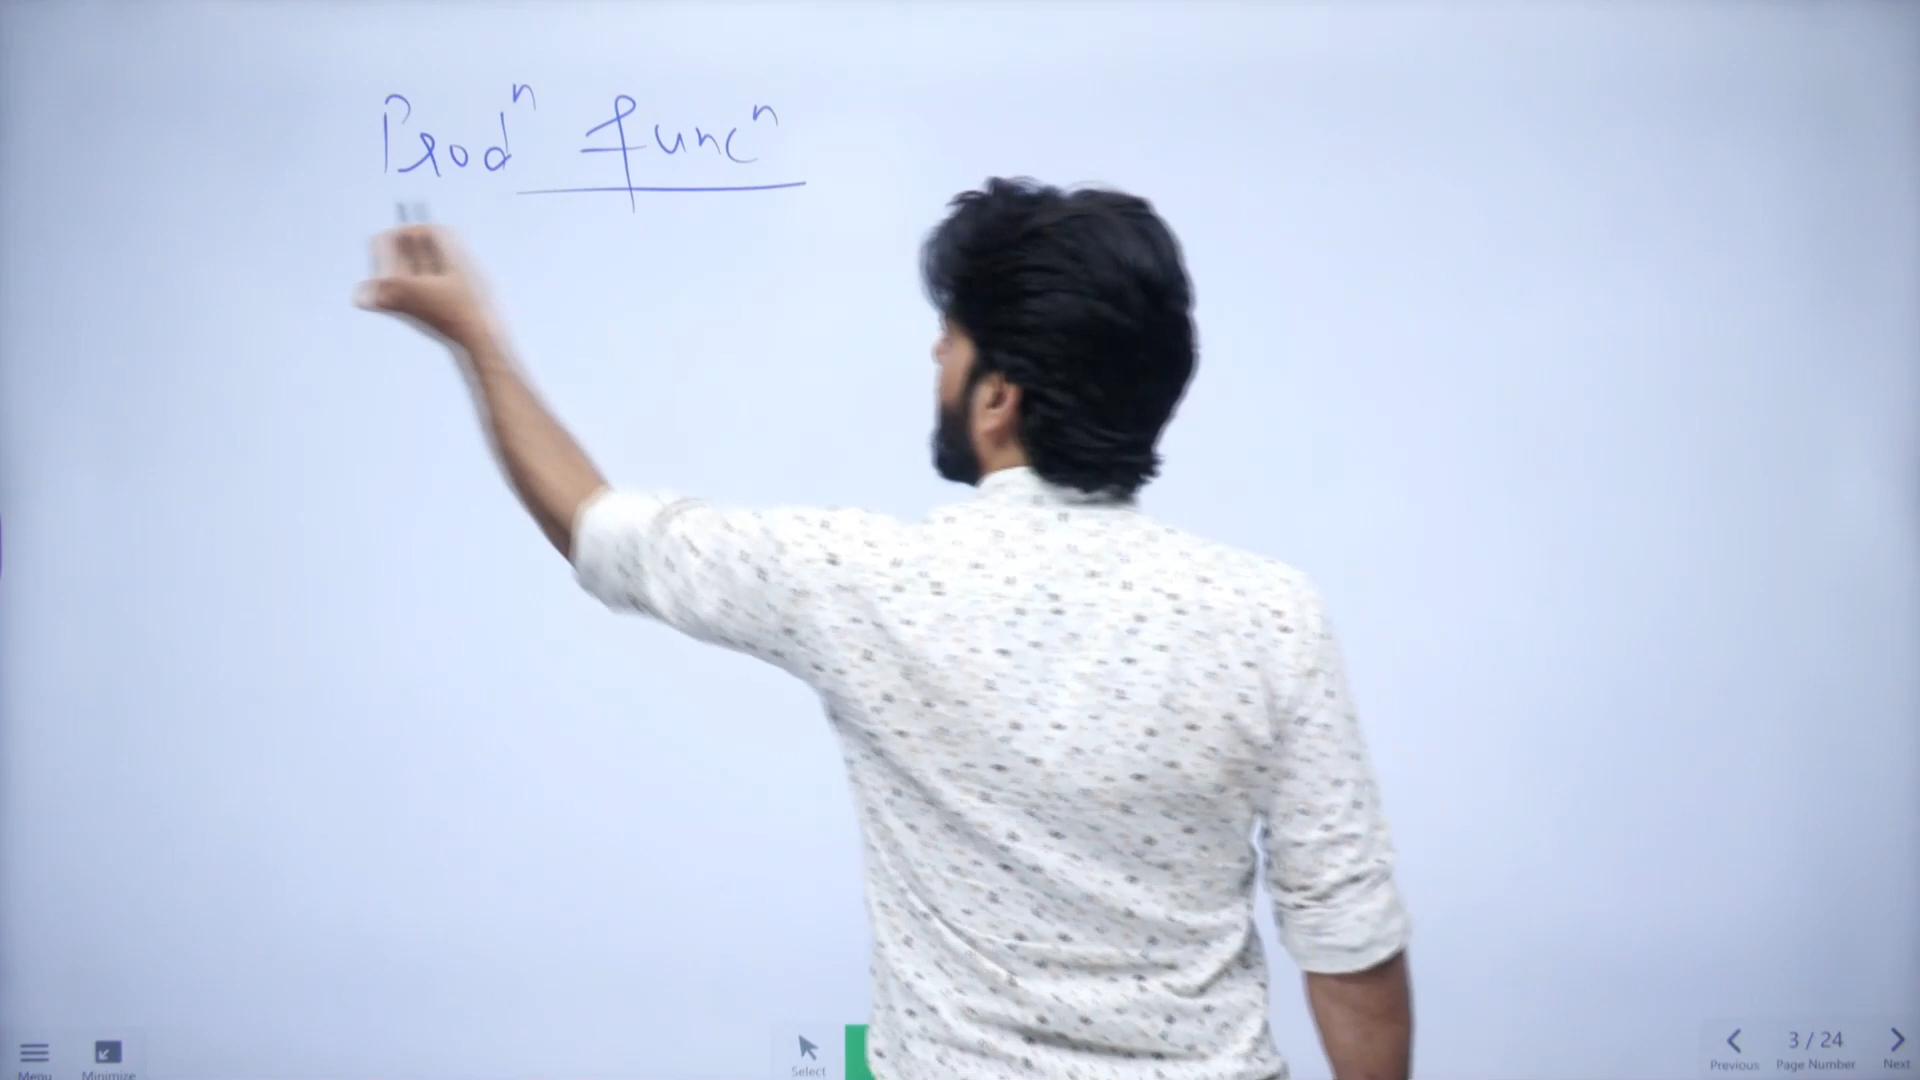 Prodⁿ funcⁿ
Menu
Minimize
Select
Previous
3 / 24
Page Number
Next